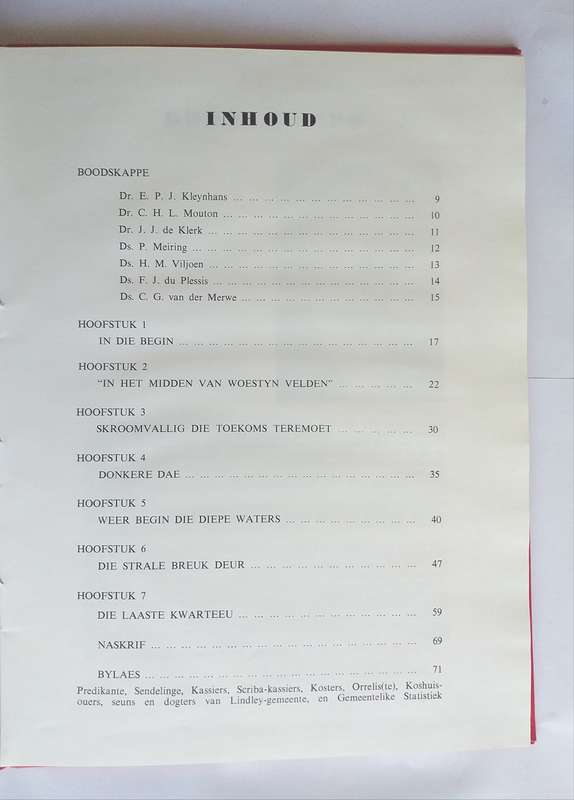 INHOUD
BOODSKAPPE
Dr. E. P. J. Kleynhans ... ... ... ... ... ... ... ... ... ... ... ... 9
Dr. C. H. L. Mouton ... ... ... ... ... ... ... ... ... ... ... ... 10
Dr. J. J. de Klerk ... ... ... ... ... ... ... ... ... ... ... ... ... 11
Ds. P. Meiring ... ... ... ... ... ... ... ... ... ... ... ... ... ... 12
Ds. H. M. Viljoen ... ... ... ... ... ... ... ... ... ... ... ... ... 13
Ds. F. J. du Plessis ... ... ... ... ... ... ... ... ... ... ... ... ... 14
Ds. C. G. van der Merwe ... ... ... ... ... ... ... ... ... ... ... 15
HOOFSTUK 1
IN DIE BEGIN ... ... ... ... ... ... ... ... ... ... ... ... ... ... ... 17
HOOFSTUK 2
“IN HET MIDDEN VAN WOESTYN VELDEN” ... ... ... ... ... 22
HOOFSTUK 3
SKROOMVALLIG DIE TOEKOMS TEREMOET ... ... ... ... ... 30
HOOFSTUK 4
DONKERE DAE ... ... ... ... ... ... ... ... ... ... ... ... ... ... ... 35
HOOFSTUK 5
WEER BEGIN DIE DIEPE WATERS ... ... ... ... ... ... ... ... ... 40
HOOFSTUK 6
DIE STRALE BREUK DEUR ... ... ... ... ... ... ... ... ... ... ... 47
HOOFSTUK 7
DIE LAASTE KWARTEEU ... ... ... ... ... ... ... ... ... ... ... ... 59
NASKRIF ... ... ... ... ... ... ... ... ... ... ... ... ... ... ... ... ... 69
BYLAES ... ... ... ... ... ... ... ... ... ... ... ... ... ... ... ... ... ... 71
Predikante, Sendelinge, Kassiers, Scriba-kassiers, Kosters, Orrelis(te), Koshuis-
ouers, seuns en dogters van Lindley-gemeente, en Gemeentelike Statistiek